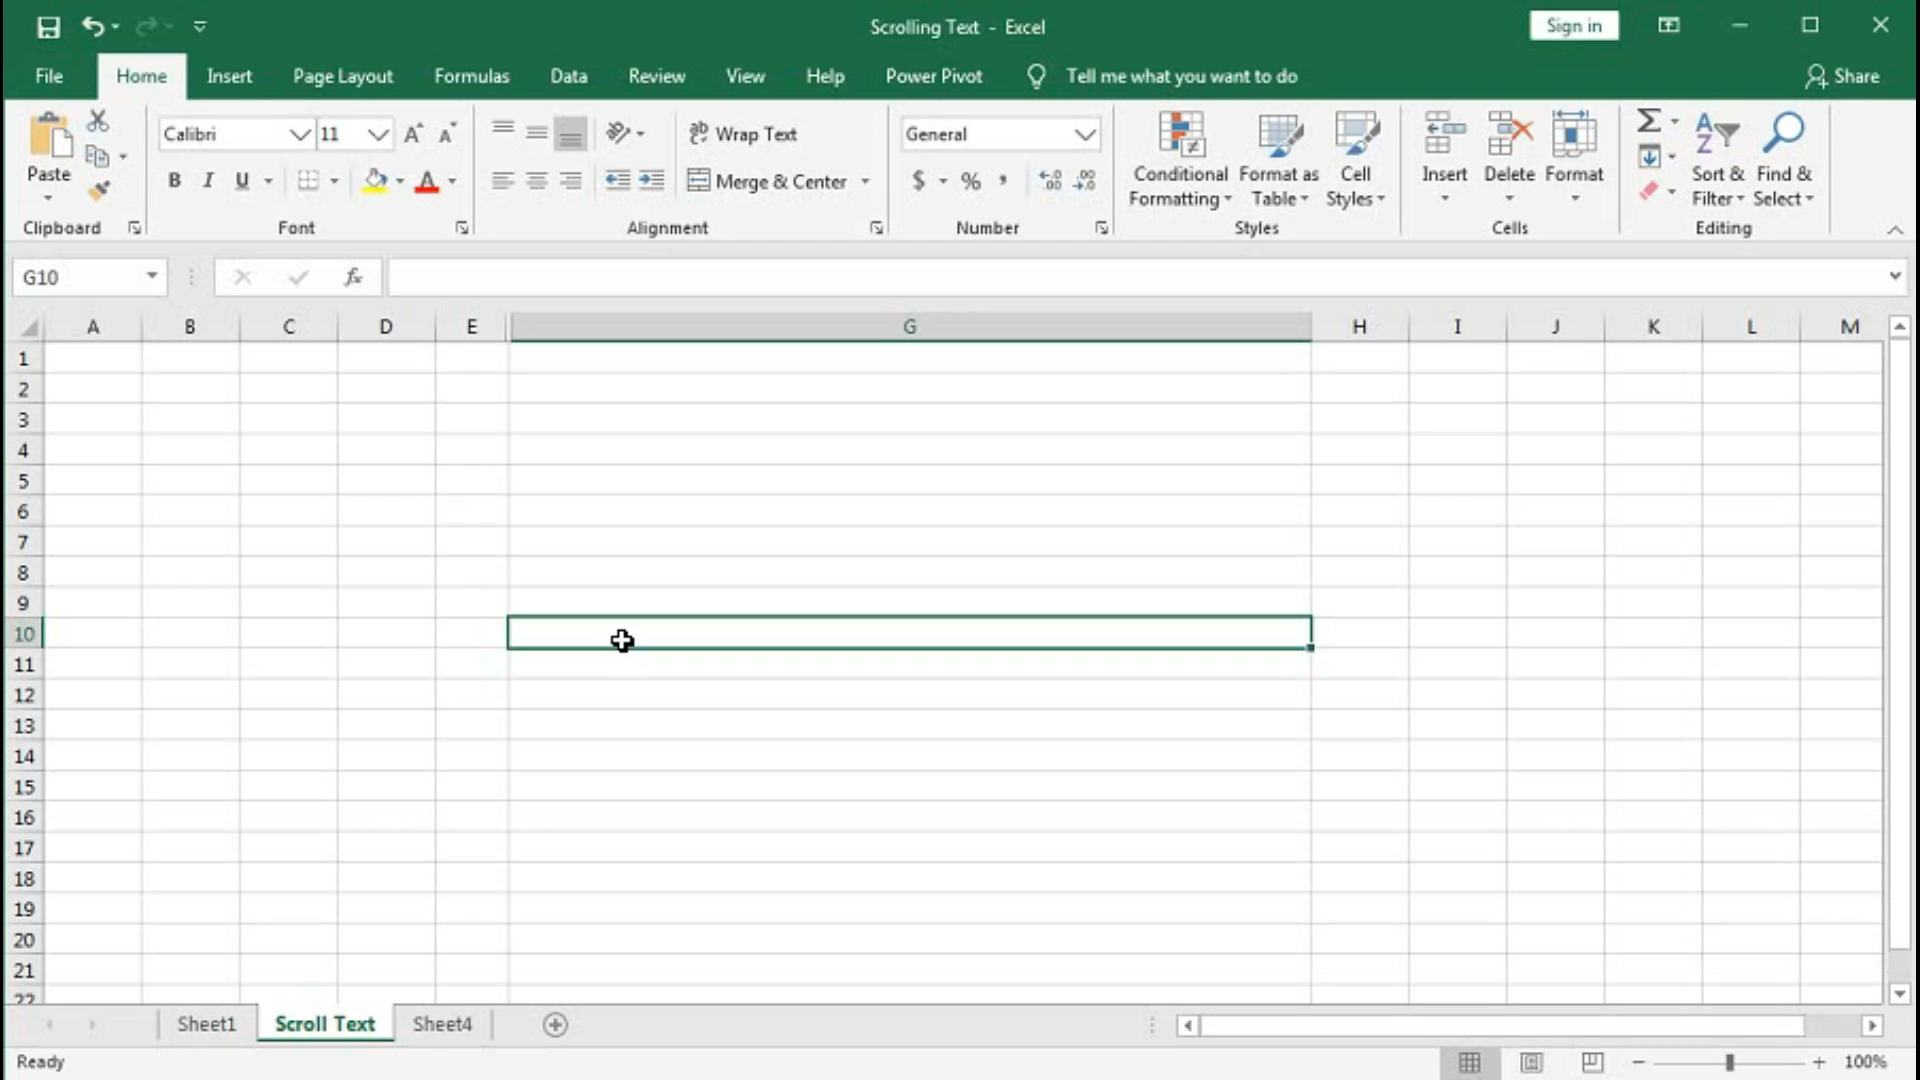 Scrolling Text - Excel
Sign in
File Home Insert Page Layout Formulas Data Review View Help Power Pivot Tell me what you want to do Share
Paste
Clipboard
Calibri 11
B I U A
Font
Wrap Text
Merge & Center
Alignment
General
$ % ,
Number
Conditional Formatting
Format as Table
Cell Styles
Styles
Insert Delete Format
Cells
Sort & Filter
Find & Select
Editing
G10 fx
A B C D E G H I J K L M
1
2
3
4
5
6
7
8
9
10
11
12
13
14
15
16
17
18
19
20
21
22
Sheet1 Scroll Text Sheet4
Ready 100%